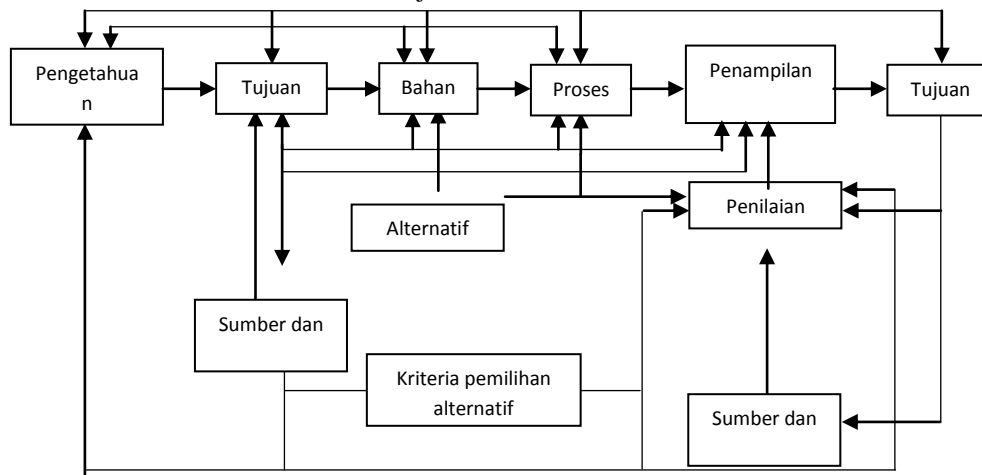 Pengetahua
n
Tujuan
Bahan
Proses
Penampilan
Tujuan
Alternatif
Penilaian
Sumber dan
Kriteria pemilihan
alternatif
Sumber dan